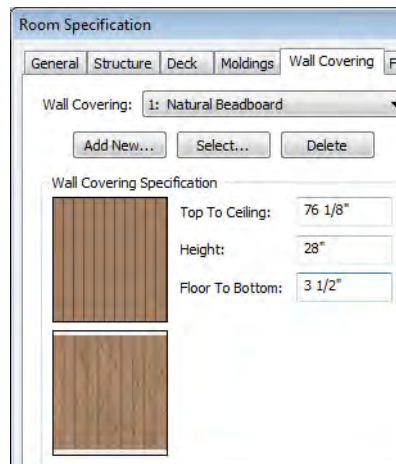 Room Specification
General Structure Deck Moldings Wall Covering F
Wall Covering: 1: Natural Beadboard
Add New... Select... Delete
Wall Covering Specification
Top To Ceiling: 76 1/8"
Height: 28"
Floor To Bottom: 3 1/2"